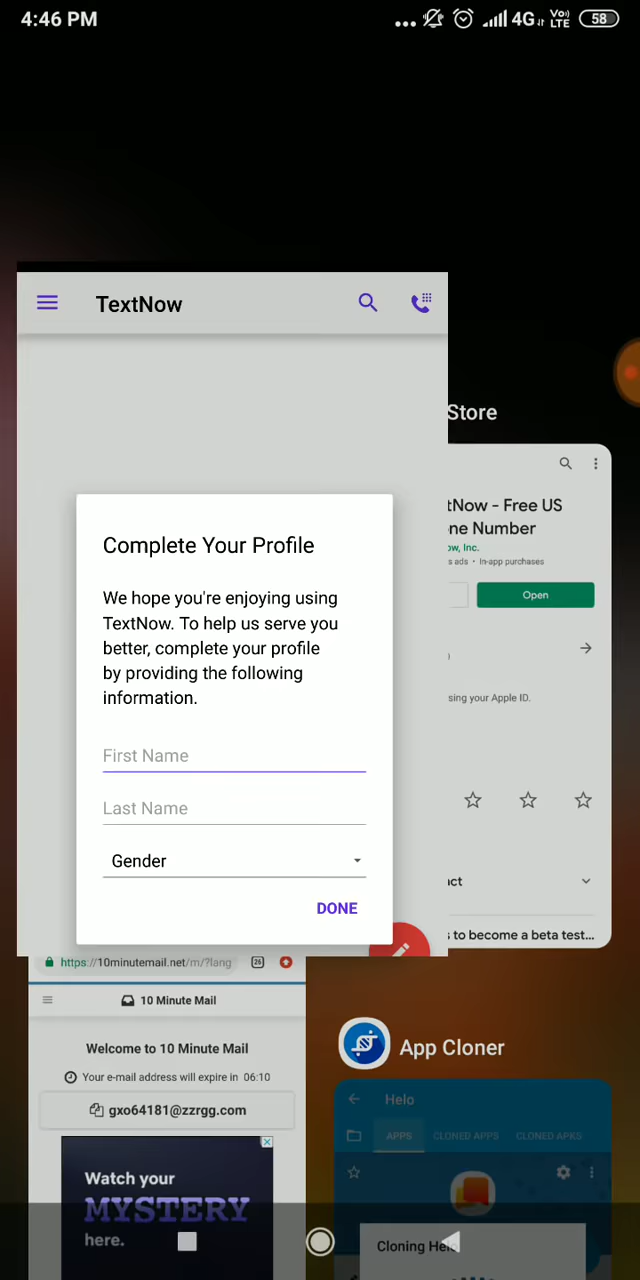 4:46 PM
4G
Vo))
LTE
58
TextNow
Complete Your Profile
We hope you're enjoying using
TextNow. To help us serve you
better, complete your profile
by providing the following
information.
First Name
Last Name
Gender
DONE
Store
tNow - Free US
ne Number
ow, Inc.
s ads • In-app purchases
Open
sing your Apple ID.
ct
s to become a beta test...
https://10minutemail.net/m/?lang
26
10 Minute Mail
Welcome to 10 Minute Mail
Your e-mail address will expire in 06:10
gxo64181@zzrgg.com
Watch your
MYSTERY
here.
App Cloner
Helo
APPS
CLONED APPS
CLONED APKS
Cloning Helo